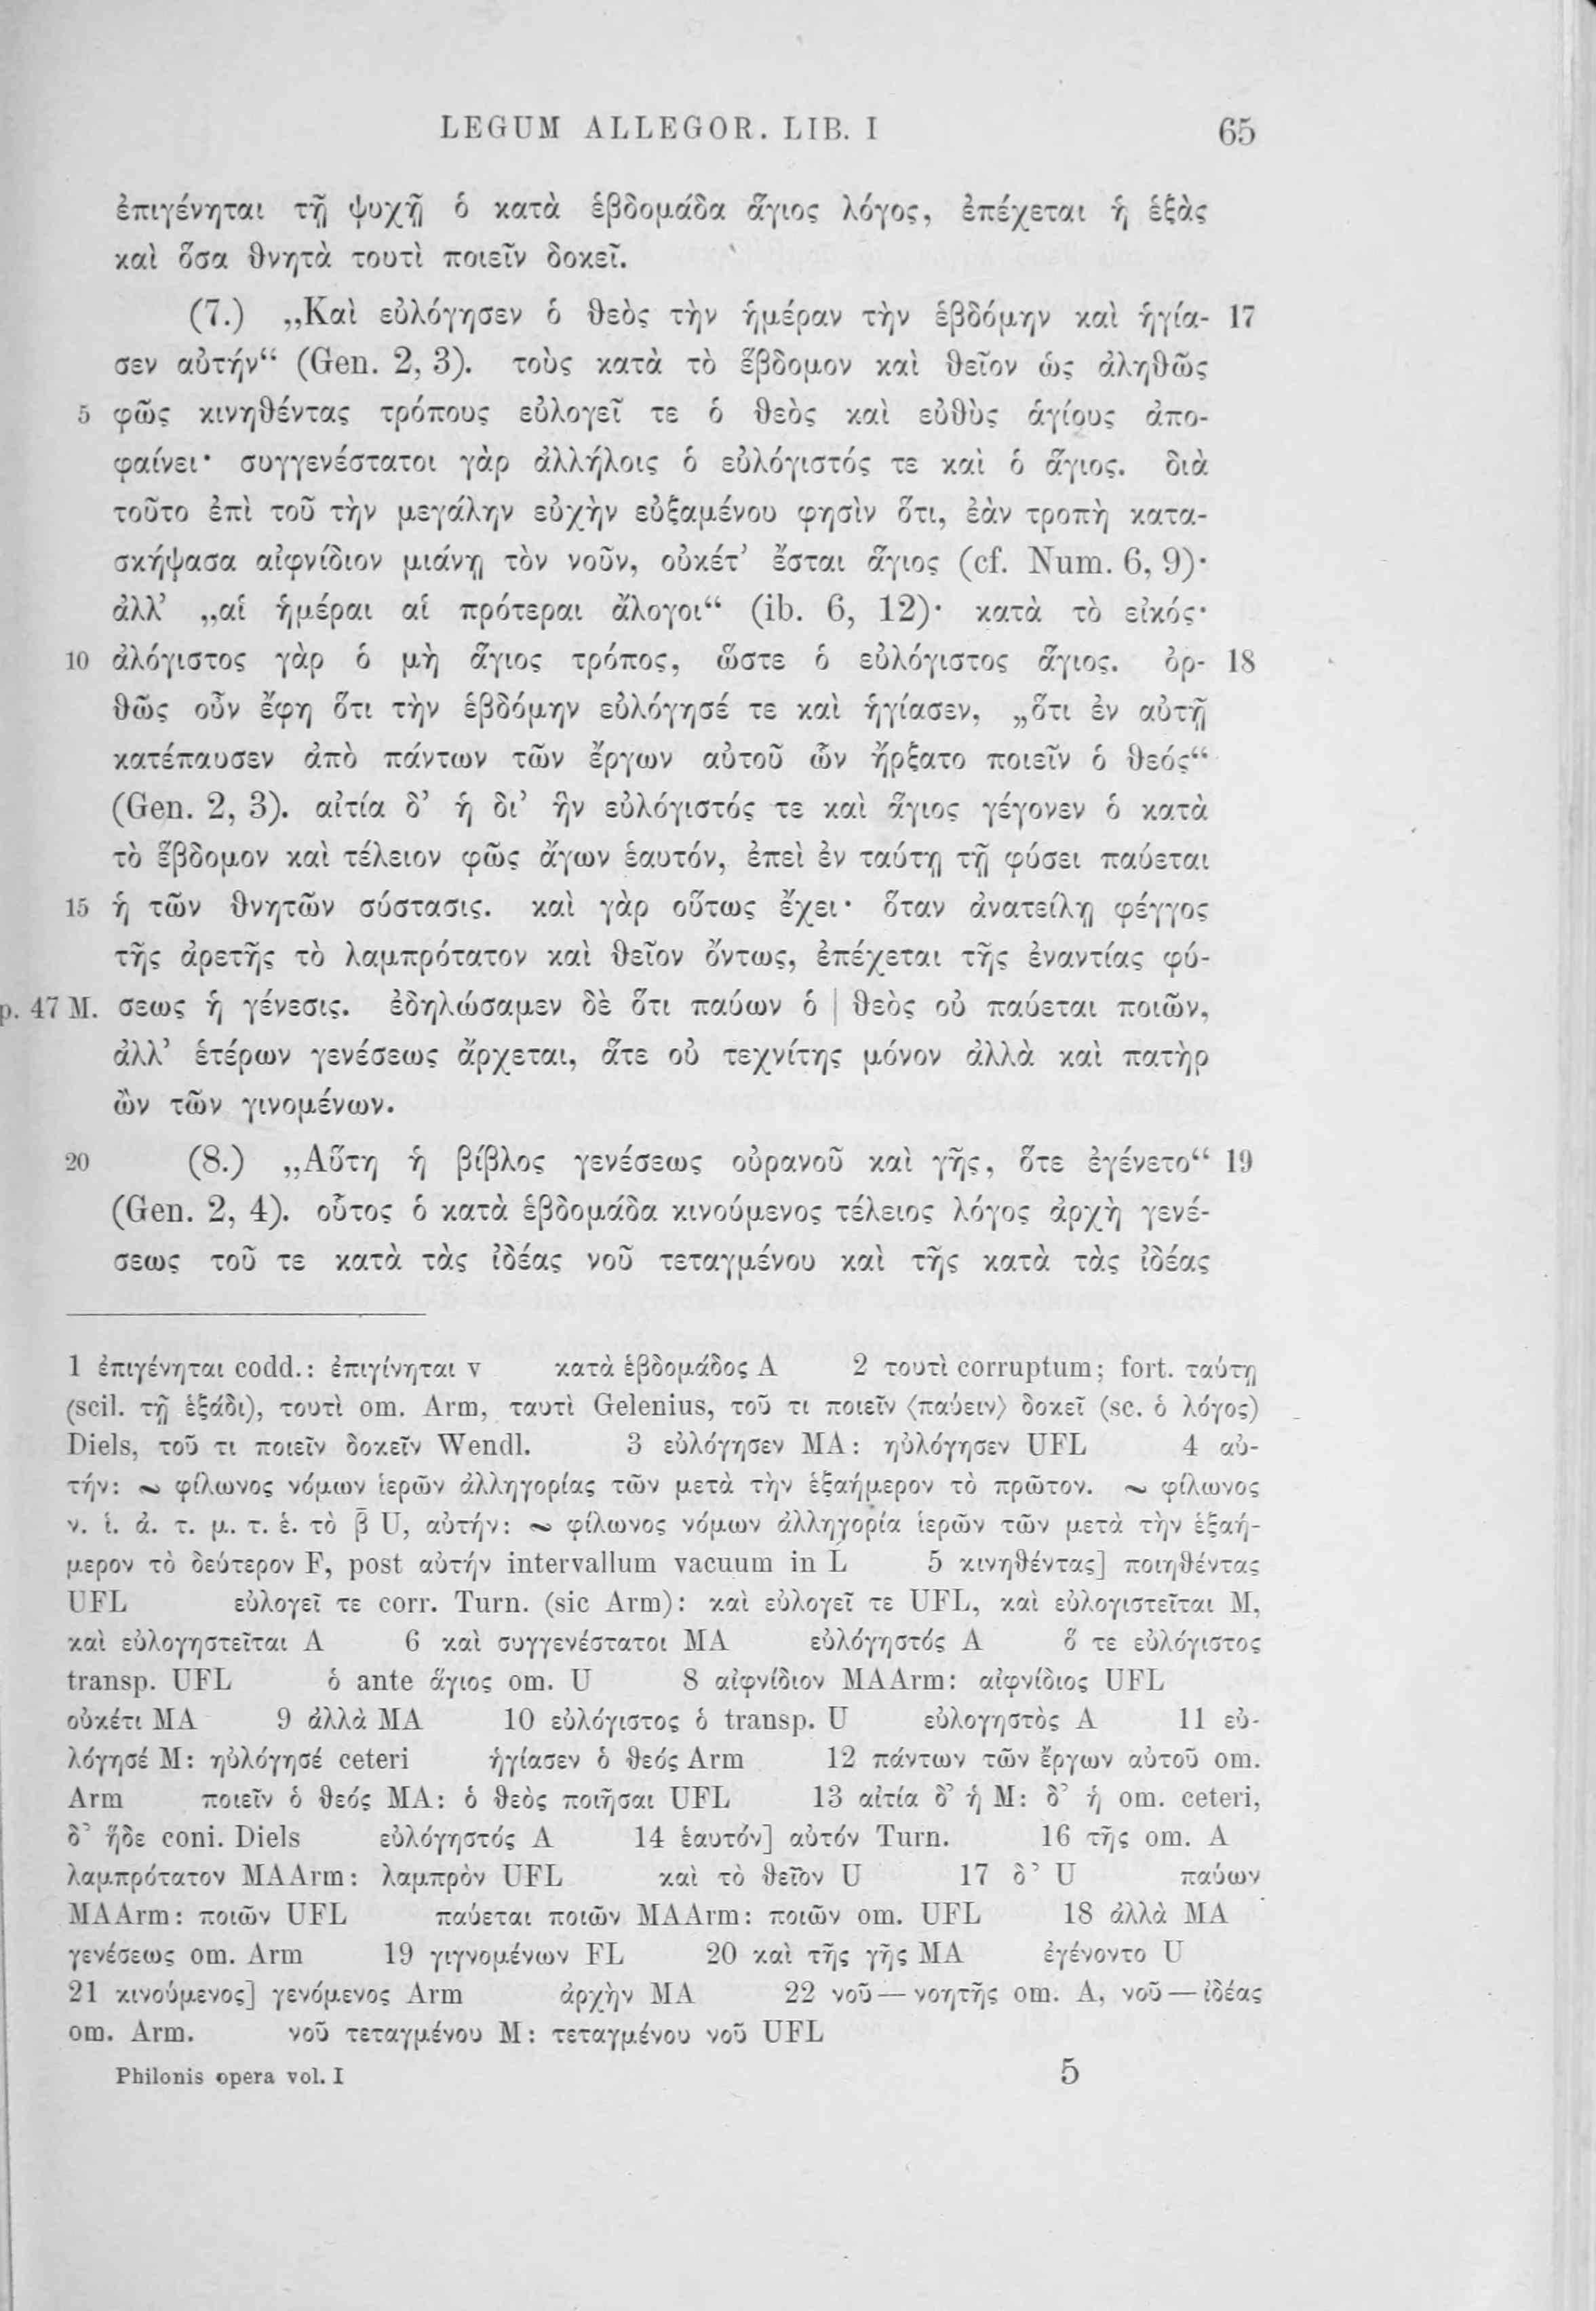 LEGUM ALLEGOR. LIB. I 65
ἐπιγένηται τῇ ψυχῇ ὁ κατὰ ἑβδομάδα ἅγιος λόγος, ἐπέχεται ἡ ἑξὰς
καὶ ὅσα θνητὰ τουτὶ ποιεῖν δοκεῖ.
(7.) „Καὶ εὐλόγησεν ὁ θεὸς τὴν ἡμέραν τὴν ἑβδόμην καὶ ἡγία- 17
σεν αὐτήν“ (Gen. 2, 3). τοὺς κατὰ τὸ ἕβδομον καὶ θεῖον ὡς ἀληθῶς
5 φῶς κινηθέντας τρόπους εὐλογεῖ τε ὁ θεὸς καὶ εὐθὺς ἁγίους ἀπο-
φαίνει· συγγενέστατοι γὰρ ἀλλήλοις ὁ εὐλόγιστός τε καὶ ὁ ἅγιος. διὰ
τοῦτο ἐπὶ τοῦ τὴν μεγάλην εὐχὴν εὐξαμένου φησὶν ὅτι, ἐὰν τροπὴ κατα-
σκήψασα αἰφνίδιον μιάνῃ τὸν νοῦν, οὐκέτ’ ἔσται ἅγιος (cf. Num. 6, 9)·
ἀλλ’ „αἱ ἡμέραι αἱ πρότεραι ἄλογοι“ (ib. 6, 12)· κατὰ τὸ εἰκός·
10 ἀλόγιστος γὰρ ὁ μὴ ἅγιος τρόπος, ὥστε ὁ εὐλόγιστος ἅγιος. ὀρ- 18
θῶς οὖν ἔφη ὅτι τὴν ἑβδόμην εὐλόγησέ τε καὶ ἡγίασεν, „ὅτι ἐν αὐτῇ
κατέπαυσεν ἀπὸ πάντων τῶν ἔργων αὐτοῦ ὧν ἤρξατο ποιεῖν ὁ θεός“
(Gen. 2, 3). αἰτία δ’ ἡ δι’ ἣν εὐλόγιστός τε καὶ ἅγιος γέγονεν ὁ κατὰ
τὸ ἕβδομον καὶ τέλειον φῶς ἄγων ἑαυτόν, ἐπεὶ ἐν ταύτῃ τῇ φύσει παύεται
15 ἡ τῶν θνητῶν σύστασις. καὶ γὰρ οὕτως ἔχει· ὅταν ἀνατείλῃ φέγγος
τῆς ἀρετῆς τὸ λαμπρότατον καὶ θεῖον ὄντως, ἐπέχεται τῆς ἐναντίας φύ-
p. 47 M. σεως ἡ γένεσις. ἐδηλώσαμεν δὲ ὅτι παύων ὁ | θεὸς οὐ παύεται ποιῶν,
ἀλλ’ ἑτέρων γενέσεως ἄρχεται, ἅτε οὐ τεχνίτης μόνον ἀλλὰ καὶ πατὴρ
ὢν τῶν γινομένων.
20 (8.) „Αὕτη ἡ βίβλος γενέσεως οὐρανοῦ καὶ γῆς, ὅτε ἐγένετο“ 19
(Gen. 2, 4). οὗτος ὁ κατὰ ἑβδομάδα κινούμενος τέλειος λόγος ἀρχὴ γενέ-
σεως τοῦ τε κατὰ τὰς ἰδέας νοῦ τεταγμένου καὶ τῆς κατὰ τὰς ἰδέας
1 ἐπιγένηται codd.: ἐπιγίνηται v κατὰ ἑβδομάδος A 2 τουτὶ corruptum; fort. ταύτῃ
(scil. τῇ ἑξάδι), τουτὶ om. Arm, ταυτὶ Gelenius, τοῦ τι ποιεῖν ⟨παύειν⟩ δοκεῖ (sc. ὁ λόγος)
Diels, τοῦ τι ποιεῖν δοκεῖν Wendl. 3 εὐλόγησεν MA: ηὐλόγησεν UFL 4 αὐ-
τήν: ~ φίλωνος νόμων ἱερῶν ἀλληγορίας τῶν μετὰ τὴν ἑξαήμερον τὸ πρῶτον. ~ φίλωνος
ν. ἱ. ἀ. τ. μ. τ. ἑ. τὸ β̄ U, αὐτήν: ~ φίλωνος νόμων ἀλληγορία ἱερῶν τῶν μετὰ τὴν ἑξαή-
μερον τὸ δεύτερον F, post αὐτήν intervallum vacuum in L 5 κινηθέντας] ποιηθέντας
UFL εὐλογεῖ τε corr. Turn. (sic Arm): καὶ εὐλογεῖ τε UFL, καὶ εὐλογιστεῖται M,
καὶ εὐλογηστεῖται A 6 καὶ συγγενέστατοι MA εὐλόγηστός A ὅ τε εὐλόγιστος
transp. UFL ὁ ante ἅγιος om. U 8 αἰφνίδιον MAArm: αἰφνίδιος UFL
οὐκέτι MA 9 ἀλλὰ MA 10 εὐλόγιστος ὁ transp. U εὐλογηστὸς A 11 εὐ-
λόγησέ M: ηὐλόγησέ ceteri ἡγίασεν ὁ θεός Arm 12 πάντων τῶν ἔργων αὐτοῦ om.
Arm ποιεῖν ὁ θεός MA: ὁ θεὸς ποιῆσαι UFL 13 αἰτία δ’ ἡ M: δ’ ἡ om. ceteri,
δ’ ἥδε coni. Diels εὐλόγηστός A 14 ἑαυτόν] αὐτόν Turn. 16 τῆς om. A
λαμπρότατον MAArm: λαμπρὸν UFL καὶ τὸ θεῖον U 17 δ’ U παύων
MAArm: ποιῶν UFL παύεται ποιῶν MAArm: ποιῶν om. UFL 18 ἀλλὰ MA
γενέσεως om. Arm 19 γιγνομένων FL 20 καὶ τῆς γῆς MA ἐγένοντο U
21 κινούμενος] γενόμενος Arm ἀρχὴν MA 22 νοῦ — νοητῆς om. A, νοῦ — ἰδέας
om. Arm. νοῦ τεταγμένου M: τεταγμένου νοῦ UFL
Philonis opera vol. I 5